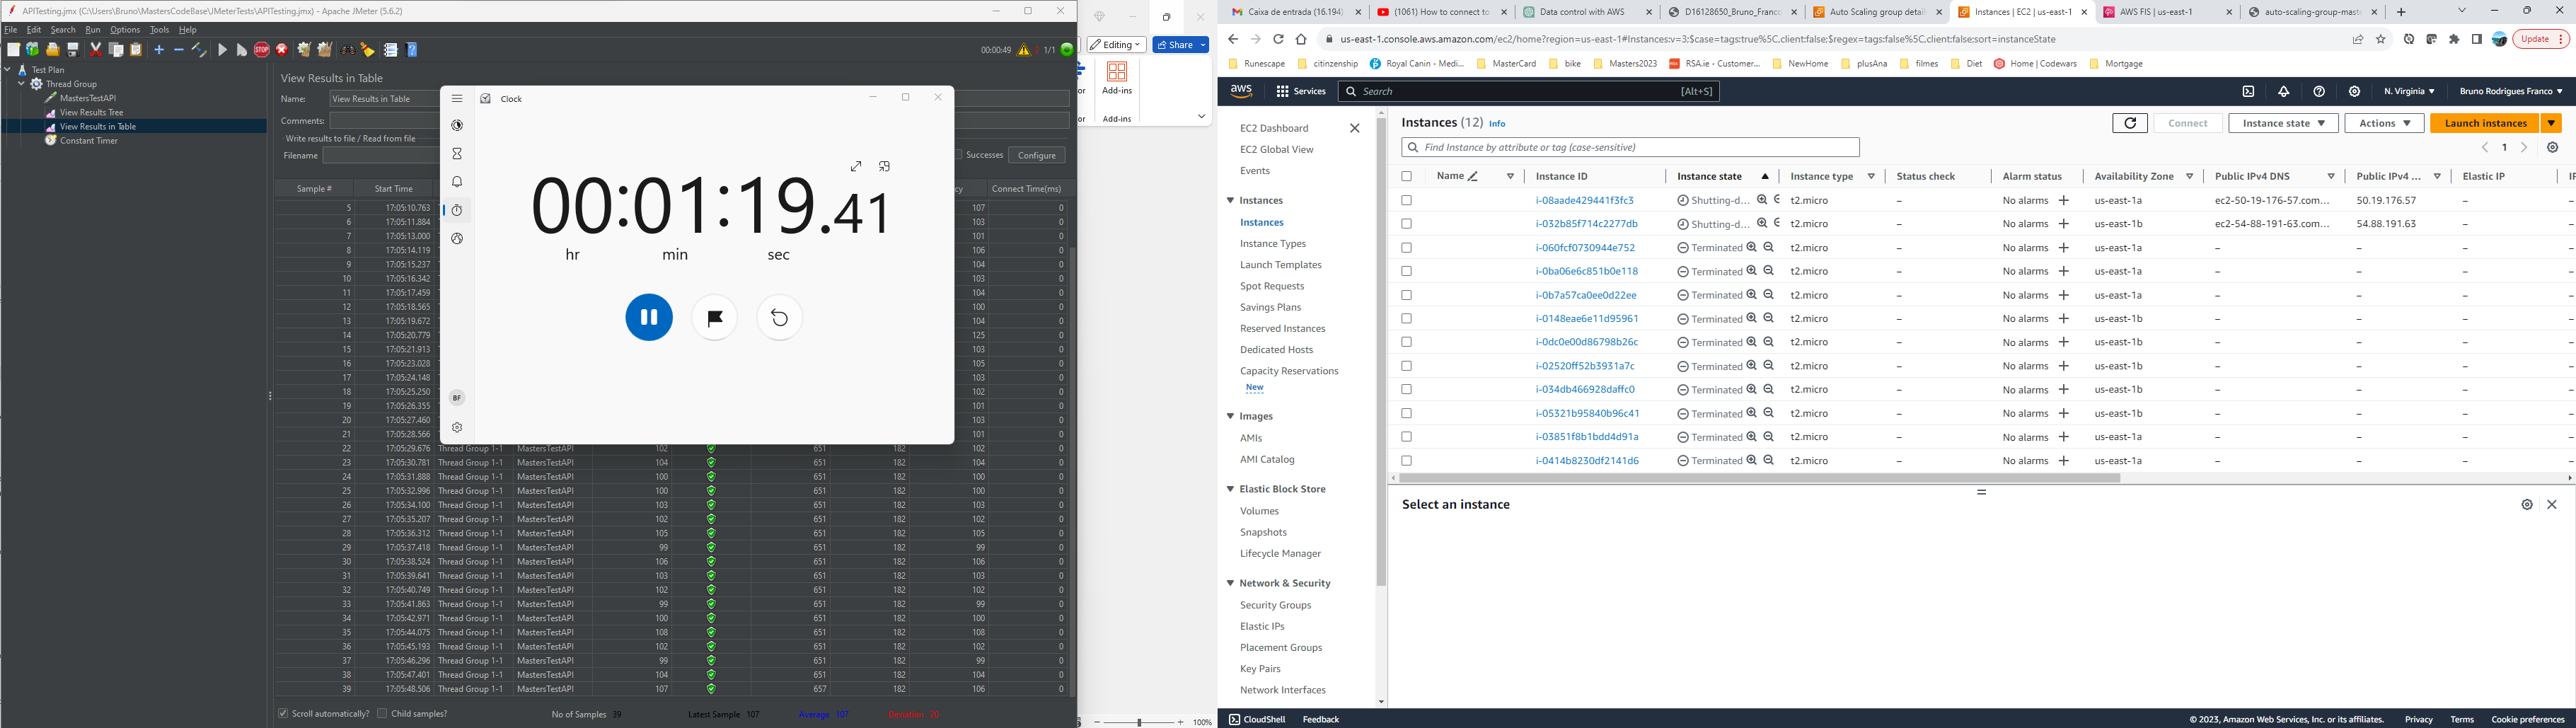 APITesting.jmx (C:\Users\Bruno\MastersCodeBase\JMeterTests\APITesting.jmx) - Apache JMeter (5.6.2)
File Edit Search Run Options Tools Help
00:00:49 1/1
Test Plan
Thread Group
MastersTestAPI
View Results Tree
View Results in Table
Constant Timer
View Results in Table
Name: View Results in Table
Comments:
Write results to file / Read from file
Filename
Successes Configure
Sample # Start Time Connect Time(ms)
5 17:05:10.763 107 0
6 17:05:11.884 103 0
7 17:05:13.000 101 0
8 17:05:14.119 106 0
9 17:05:15.237 104 0
10 17:05:16.342 103 0
11 17:05:17.459 104 0
12 17:05:18.565 100 0
13 17:05:19.672 104 0
14 17:05:20.779 125 0
15 17:05:21.913 103 0
16 17:05:23.028 105 0
17 17:05:24.148 103 0
18 17:05:25.250 102 0
19 17:05:26.355 101 0
20 17:05:27.460 103 0
21 17:05:28.566 101 0
22 17:05:29.676 Thread Group 1-1 MastersTestAPI 102 651 182 102 0
23 17:05:30.781 Thread Group 1-1 MastersTestAPI 104 651 182 104 0
24 17:05:31.888 Thread Group 1-1 MastersTestAPI 100 651 182 100 0
25 17:05:32.996 Thread Group 1-1 MastersTestAPI 100 651 182 100 0
26 17:05:34.100 Thread Group 1-1 MastersTestAPI 103 651 182 103 0
27 17:05:35.207 Thread Group 1-1 MastersTestAPI 102 651 182 102 0
28 17:05:36.312 Thread Group 1-1 MastersTestAPI 105 651 182 105 0
29 17:05:37.418 Thread Group 1-1 MastersTestAPI 99 651 182 99 0
30 17:05:38.524 Thread Group 1-1 MastersTestAPI 106 651 182 106 0
31 17:05:39.641 Thread Group 1-1 MastersTestAPI 103 651 182 103 0
32 17:05:40.749 Thread Group 1-1 MastersTestAPI 102 651 182 102 0
33 17:05:41.863 Thread Group 1-1 MastersTestAPI 99 651 182 99 0
34 17:05:42.971 Thread Group 1-1 MastersTestAPI 100 651 182 100 0
35 17:05:44.075 Thread Group 1-1 MastersTestAPI 108 651 182 108 0
36 17:05:45.193 Thread Group 1-1 MastersTestAPI 102 651 182 102 0
37 17:05:46.296 Thread Group 1-1 MastersTestAPI 99 651 182 99 0
38 17:05:47.401 Thread Group 1-1 MastersTestAPI 104 651 182 104 0
39 17:05:48.506 Thread Group 1-1 MastersTestAPI 107 657 182 106 0
Scroll automatically? Child samples? No of Samples 39 Latest Sample 107 Average 107 Deviation 20
Clock
00:01:19.41
hr min sec
BF
Editing Share
Add-ins
Add-ins
100%
Caixa de entrada (16.194)
(1061) How to connect to
Data control with AWS
D16128650_Bruno_Franco
Auto Scaling group detail
Instances | EC2 | us-east-1
AWS FIS | us-east-1
auto-scaling-group-mast
us-east-1.console.aws.amazon.com/ec2/home?region=us-east-1#Instances:v=3;$case=tags:true%5C,client:false;$regex=tags:false%5C,client:false;sort=instanceState
Update
Runescape citinzenship Royal Canin - Medi... MasterCard bike Masters2023 RSA.ie - Customer... NewHome plusAna filmes Diet Home | Codewars Mortgage
aws Services Search [Alt+S] N. Virginia Bruno Rodrigues Franco
EC2 Dashboard
EC2 Global View
Events
Instances
Instances
Instance Types
Launch Templates
Spot Requests
Savings Plans
Reserved Instances
Dedicated Hosts
Capacity Reservations
New
Images
AMIs
AMI Catalog
Elastic Block Store
Volumes
Snapshots
Lifecycle Manager
Network & Security
Security Groups
Elastic IPs
Placement Groups
Key Pairs
Network Interfaces
Instances (12) Info
Connect Instance state Actions Launch instances
Find Instance by attribute or tag (case-sensitive) 1
Name Instance ID Instance state Instance type Status check Alarm status Availability Zone Public IPv4 DNS Public IPv4 ... Elastic IP
i-08aade429441f3fc3 Shutting-d... t2.micro – No alarms + us-east-1a ec2-50-19-176-57.com... 50.19.176.57 –
i-032b85f714c2277db Shutting-d... t2.micro – No alarms + us-east-1b ec2-54-88-191-63.com... 54.88.191.63 –
i-060fcf0730944e752 Terminated t2.micro – No alarms + us-east-1a – – –
i-0ba06e6c851b0e118 Terminated t2.micro – No alarms + us-east-1a – – –
i-0b7a57ca0ee0d22ee Terminated t2.micro – No alarms + us-east-1a – – –
i-0148eae6e11d95961 Terminated t2.micro – No alarms + us-east-1b – – –
i-0dc0e00d86798b26c Terminated t2.micro – No alarms + us-east-1b – – –
i-02520ff52b3931a7c Terminated t2.micro – No alarms + us-east-1b – – –
i-034db466928daffc0 Terminated t2.micro – No alarms + us-east-1b – – –
i-05321b95840b96c41 Terminated t2.micro – No alarms + us-east-1b – – –
i-03851f8b1bdd4d91a Terminated t2.micro – No alarms + us-east-1a – – –
i-0414b8230df2141d6 Terminated t2.micro – No alarms + us-east-1a – – –
Select an instance
CloudShell Feedback © 2023, Amazon Web Services, Inc. or its affiliates. Privacy Terms Cookie preferences